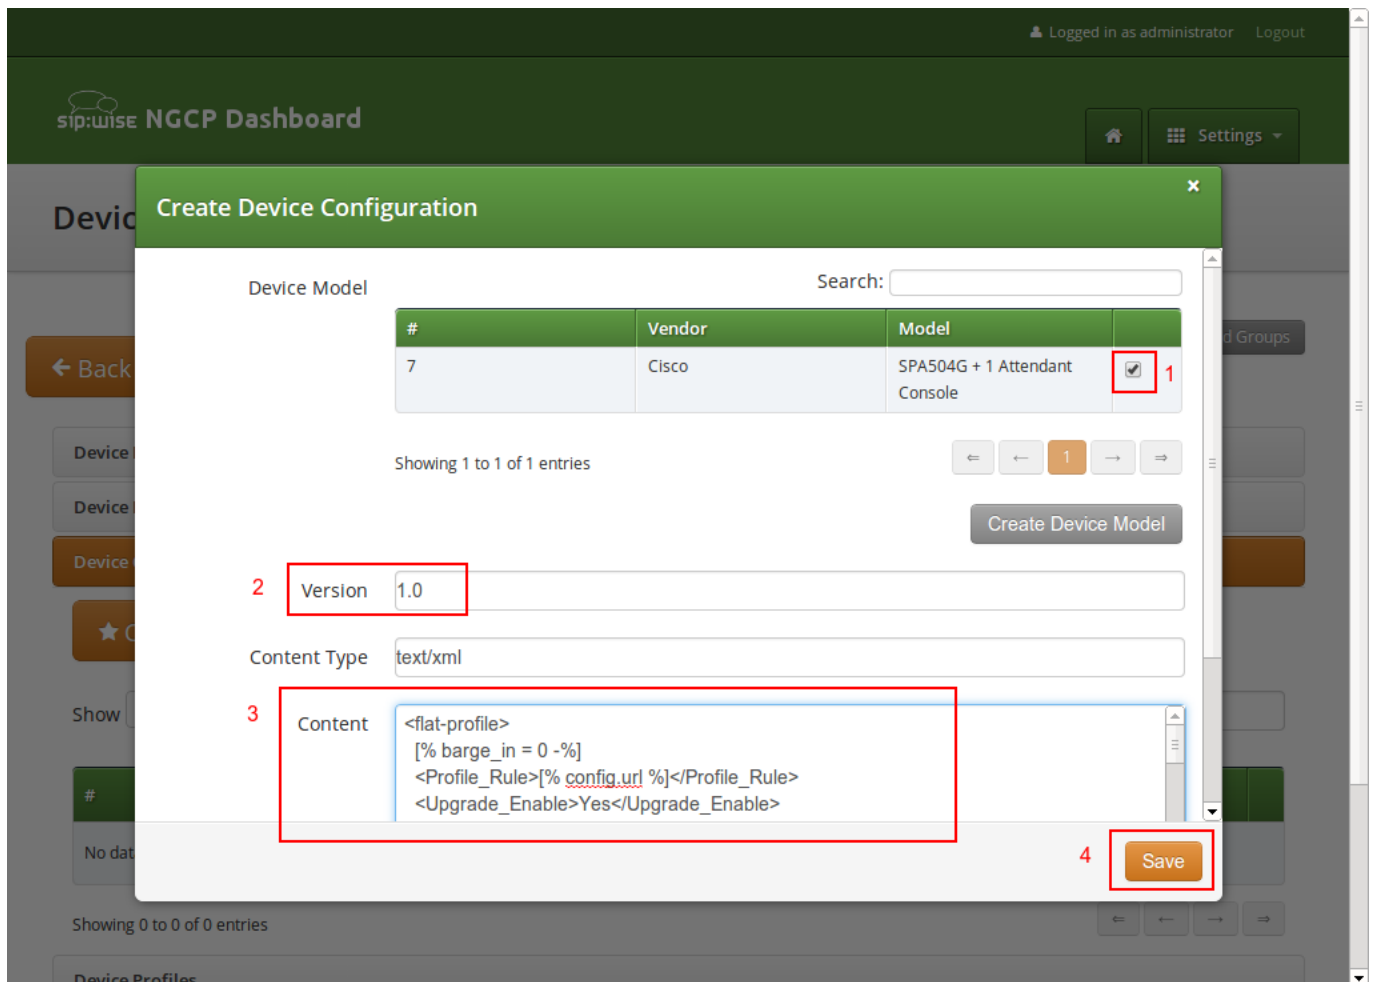 Logged in as administrator Logout
sip:wise NGCP Dashboard
Settings
Devic
Create Device Configuration
×
Device Model
Search:
# Vendor Model
7 Cisco SPA504G + 1 Attendant Console
1
d Groups
Back
Device
Showing 1 to 1 of 1 entries
← ← 1 → →
Device
Create Device Model
Device
2 Version 1.0
Content Type text/xml
Show
3 Content
<flat-profile>
[% barge_in = 0 -%]
<Profile_Rule>[% config.url %]</Profile_Rule>
<Upgrade_Enable>Yes</Upgrade_Enable>
#
No dat
4 Save
Showing 0 to 0 of 0 entries
⇐ ← → ⇒
Device Profiles